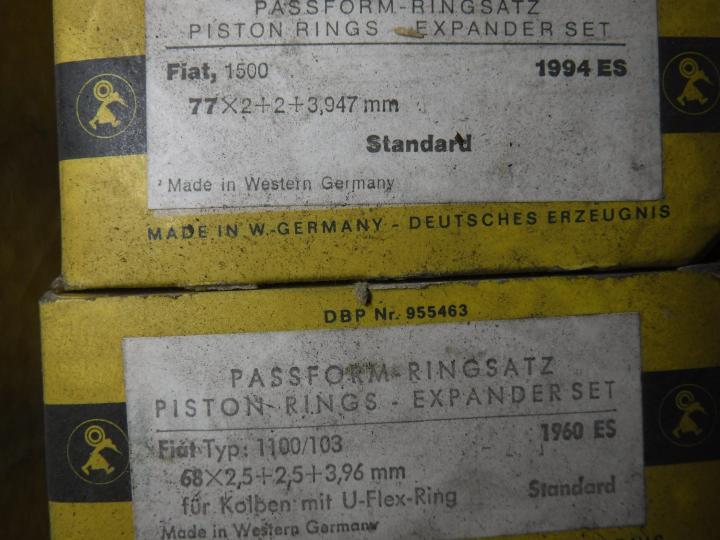 PASSFORM-RINGSATZ
PISTON RINGS - EXPANDER SET
Fiat, 1500 1994 ES
77×2+2+3,947 mm
Standard
Made in Western Germany
MADE IN W.-GERMANY - DEUTSCHES ERZEUGNIS
DBP Nr. 955463
PASSFORM-RINGSATZ
PISTON-RINGS - EXPANDER SET
Fiat Typ: 1100/103 1960 ES
68×2,5+2,5+3,96 mm
für Kolben mit U-Flex-Ring Standard
Made in Western Germany